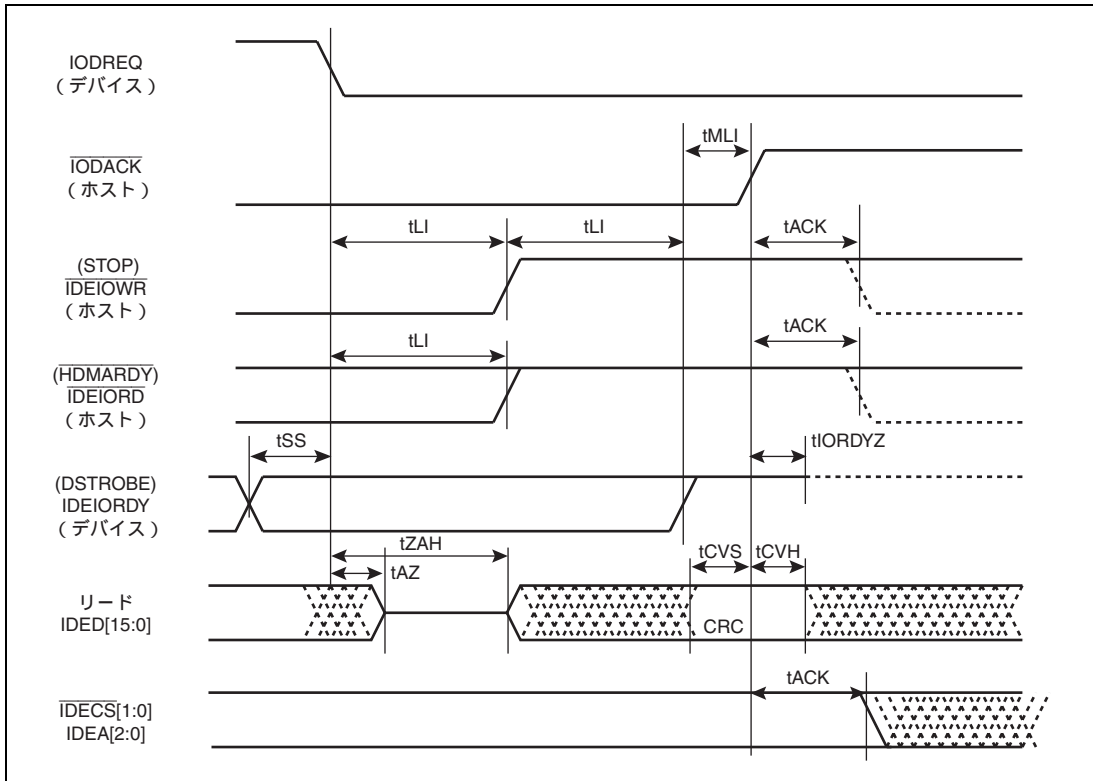 IODREQ
（デバイス）
tMLI
IODACK
（ホスト）
tLI
tLI
tACK
(STOP)
IDEIOWR
（ホスト）
tLI
tACK
(HDMARDY)
IDEIORD
（ホスト）
tSS
tIORDYZ
(DSTROBE)
IDEIORDY
（デバイス）
tZAH
tCVS
tCVH
tAZ
リード
IDED[15:0]
CRC
tACK
IDECS[1:0]
IDEA[2:0]